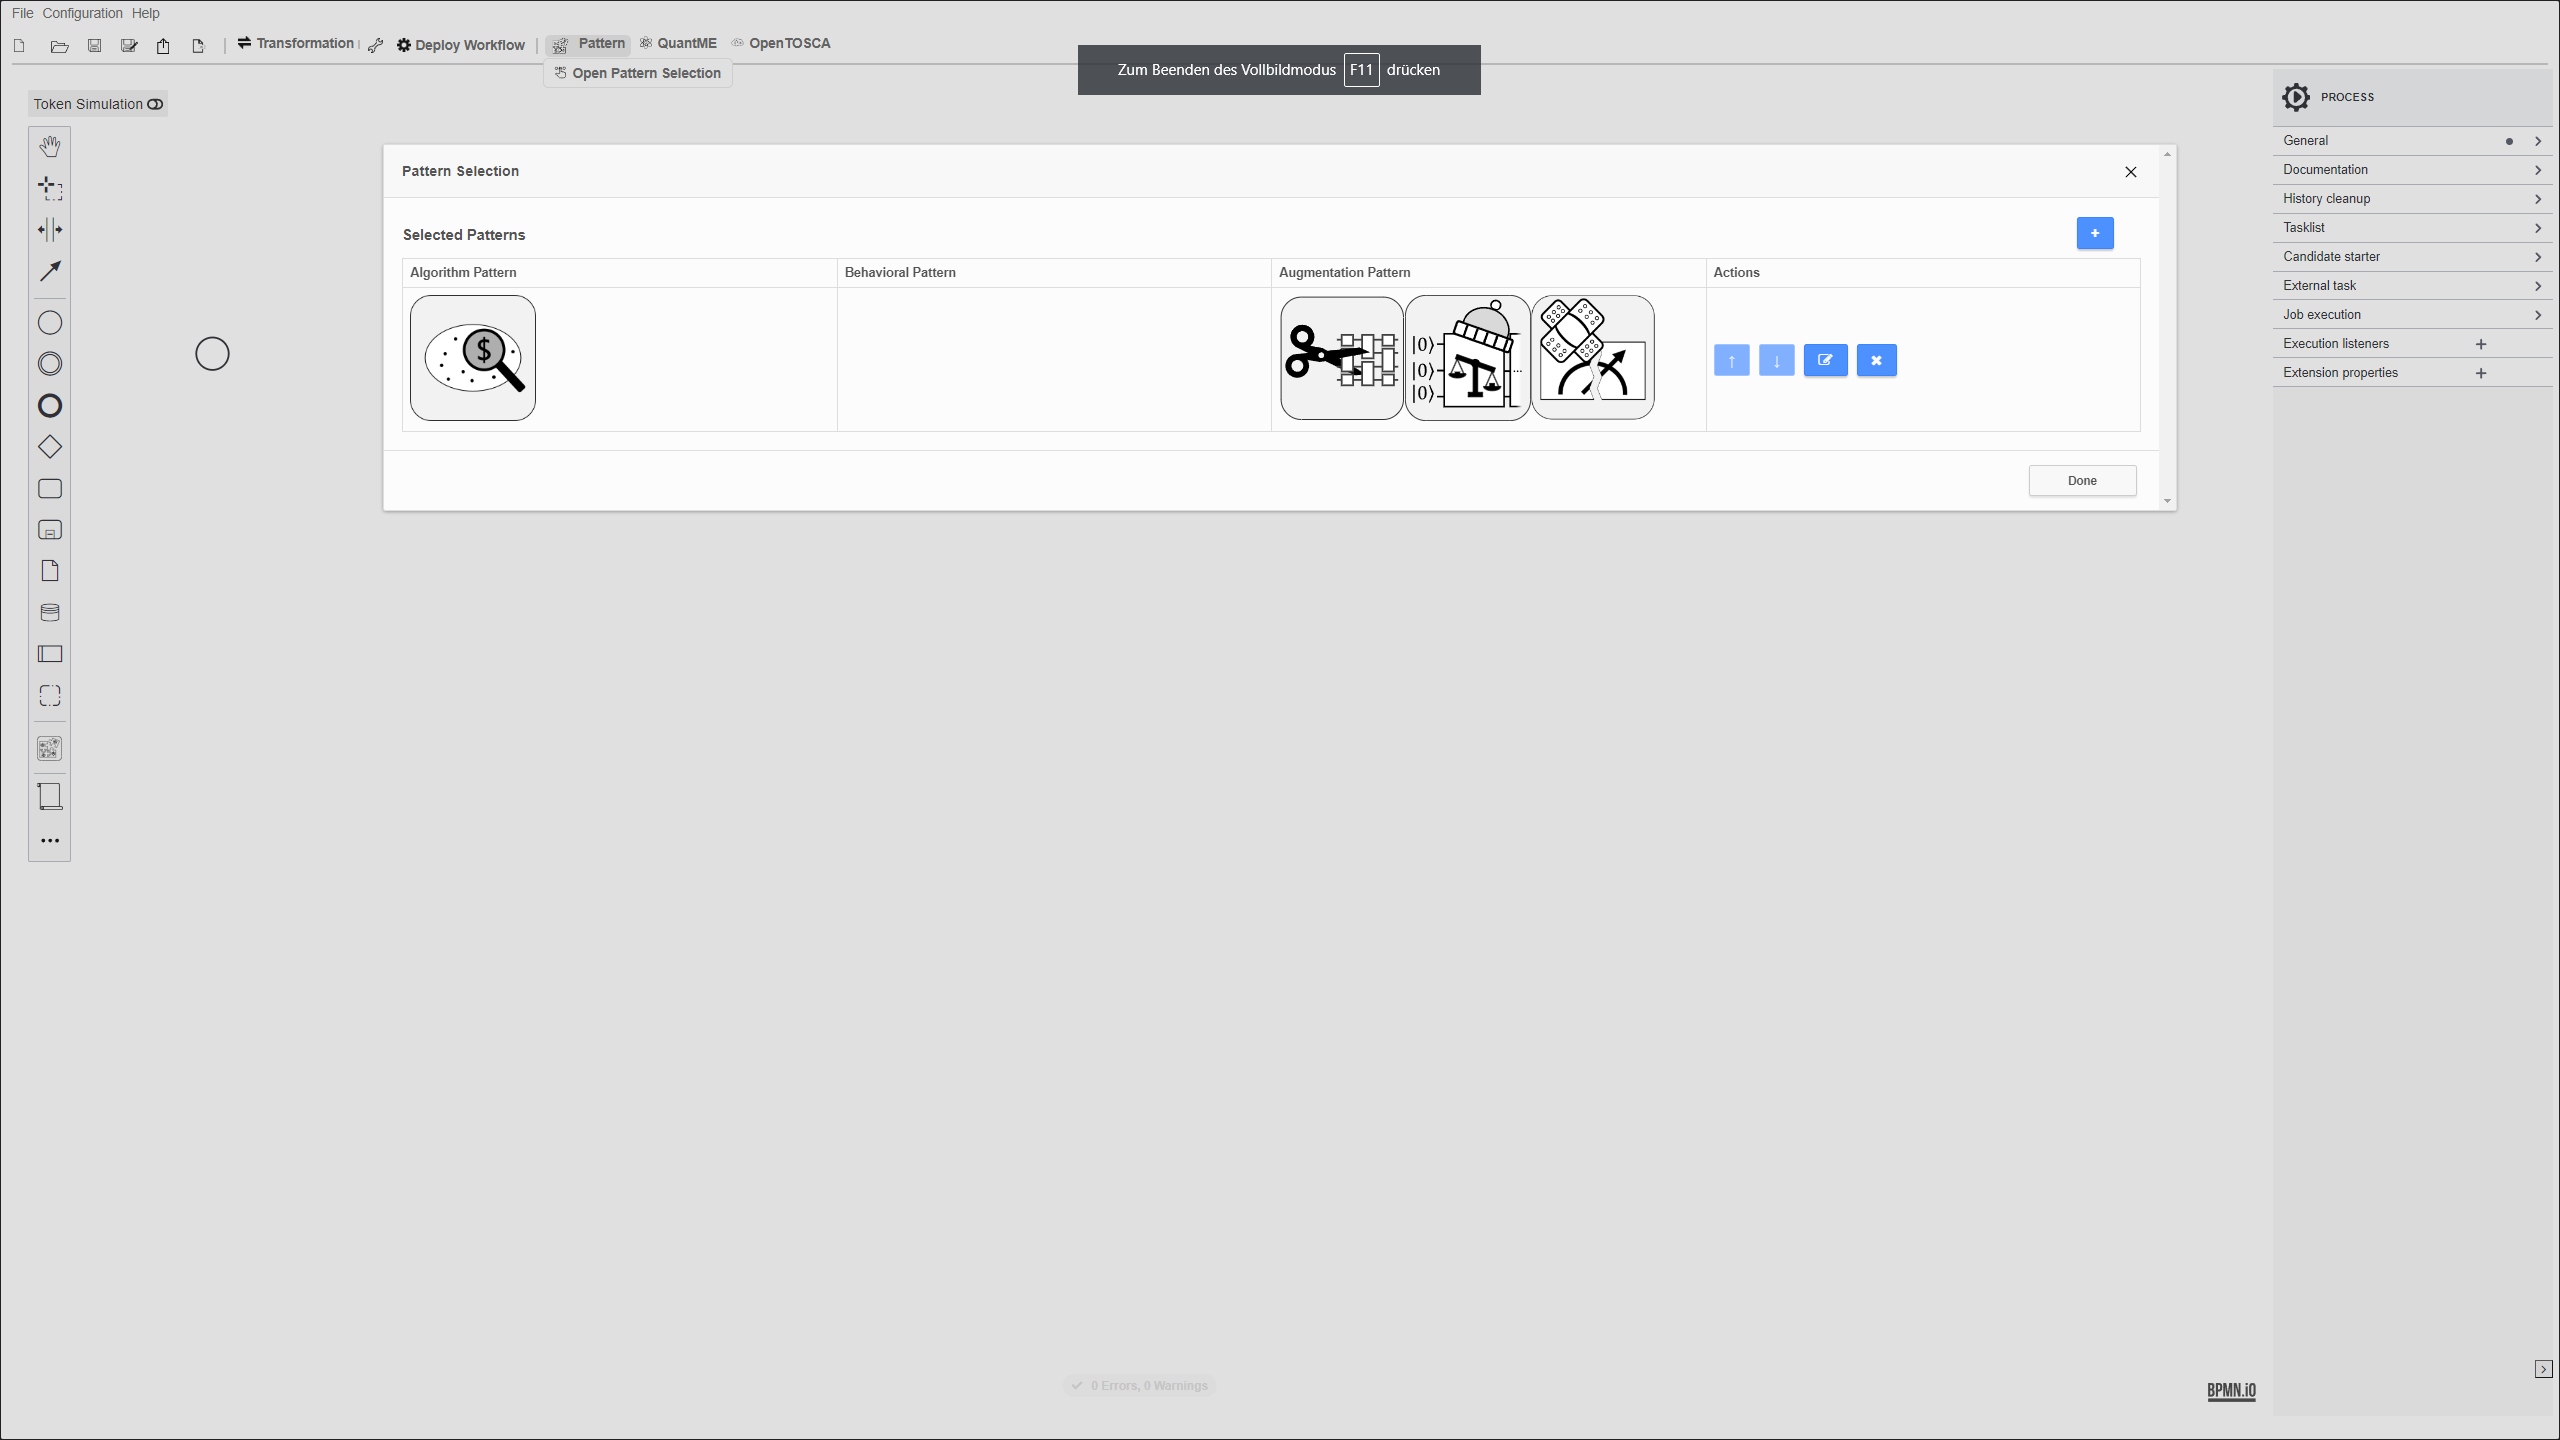 File Configuration Help
Transformation Deploy Workflow Pattern QuantME OpenTOSCA
Open Pattern Selection
Zum Beenden des Vollbildmodus F11 drücken
Token Simulation
PROCESS
General
Documentation
History cleanup
Tasklist
Candidate starter
External task
Job execution
Execution listeners
Extension properties
Pattern Selection
Selected Patterns
Algorithm Pattern Behavioral Pattern Augmentation Pattern Actions
$
|0⟩
|0⟩ ...
|0⟩
Done
0 Errors, 0 Warnings
BPMN.iO